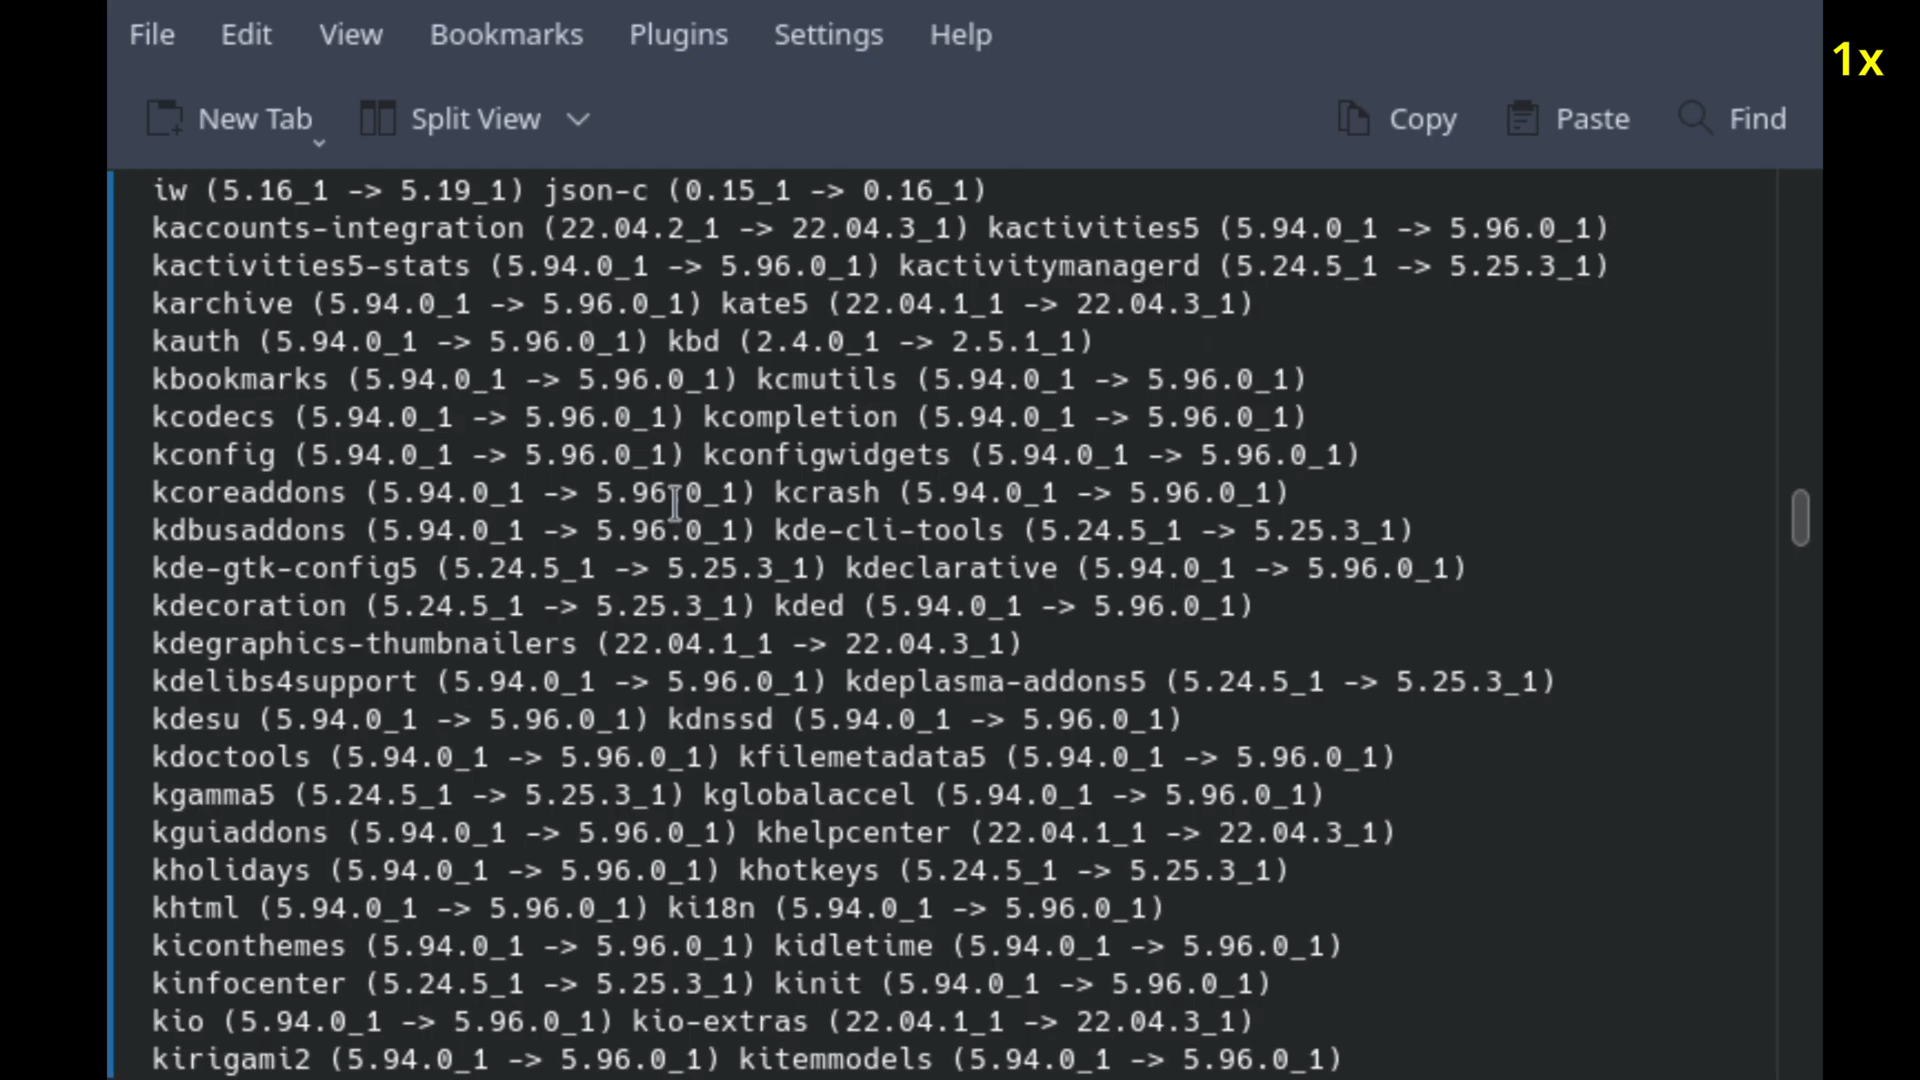 File Edit View Bookmarks Plugins Settings Help
1x
New Tab Split View Copy Paste Find
iw (5.16_1 -> 5.19_1) json-c (0.15_1 -> 0.16_1)
kaccounts-integration (22.04.2_1 -> 22.04.3_1) kactivities5 (5.94.0_1 -> 5.96.0_1)
kactivities5-stats (5.94.0_1 -> 5.96.0_1) kactivitymanagerd (5.24.5_1 -> 5.25.3_1)
karchive (5.94.0_1 -> 5.96.0_1) kate5 (22.04.1_1 -> 22.04.3_1)
kauth (5.94.0_1 -> 5.96.0_1) kbd (2.4.0_1 -> 2.5.1_1)
kbookmarks (5.94.0_1 -> 5.96.0_1) kcmutils (5.94.0_1 -> 5.96.0_1)
kcodecs (5.94.0_1 -> 5.96.0_1) kcompletion (5.94.0_1 -> 5.96.0_1)
kconfig (5.94.0_1 -> 5.96.0_1) kconfigwidgets (5.94.0_1 -> 5.96.0_1)
kcoreaddons (5.94.0_1 -> 5.96.0_1) kcrash (5.94.0_1 -> 5.96.0_1)
kdbusaddons (5.94.0_1 -> 5.96.0_1) kde-cli-tools (5.24.5_1 -> 5.25.3_1)
kde-gtk-config5 (5.24.5_1 -> 5.25.3_1) kdeclarative (5.94.0_1 -> 5.96.0_1)
kdecoration (5.24.5_1 -> 5.25.3_1) kded (5.94.0_1 -> 5.96.0_1)
kdegraphics-thumbnailers (22.04.1_1 -> 22.04.3_1)
kdelibs4support (5.94.0_1 -> 5.96.0_1) kdeplasma-addons5 (5.24.5_1 -> 5.25.3_1)
kdesu (5.94.0_1 -> 5.96.0_1) kdnssd (5.94.0_1 -> 5.96.0_1)
kdoctools (5.94.0_1 -> 5.96.0_1) kfilemetadata5 (5.94.0_1 -> 5.96.0_1)
kgamma5 (5.24.5_1 -> 5.25.3_1) kglobalaccel (5.94.0_1 -> 5.96.0_1)
kguiaddons (5.94.0_1 -> 5.96.0_1) khelpcenter (22.04.1_1 -> 22.04.3_1)
kholidays (5.94.0_1 -> 5.96.0_1) khotkeys (5.24.5_1 -> 5.25.3_1)
khtml (5.94.0_1 -> 5.96.0_1) ki18n (5.94.0_1 -> 5.96.0_1)
kiconthemes (5.94.0_1 -> 5.96.0_1) kidletime (5.94.0_1 -> 5.96.0_1)
kinfocenter (5.24.5_1 -> 5.25.3_1) kinit (5.94.0_1 -> 5.96.0_1)
kio (5.94.0_1 -> 5.96.0_1) kio-extras (22.04.1_1 -> 22.04.3_1)
kirigami2 (5.94.0_1 -> 5.96.0_1) kitemmodels (5.94.0_1 -> 5.96.0_1)